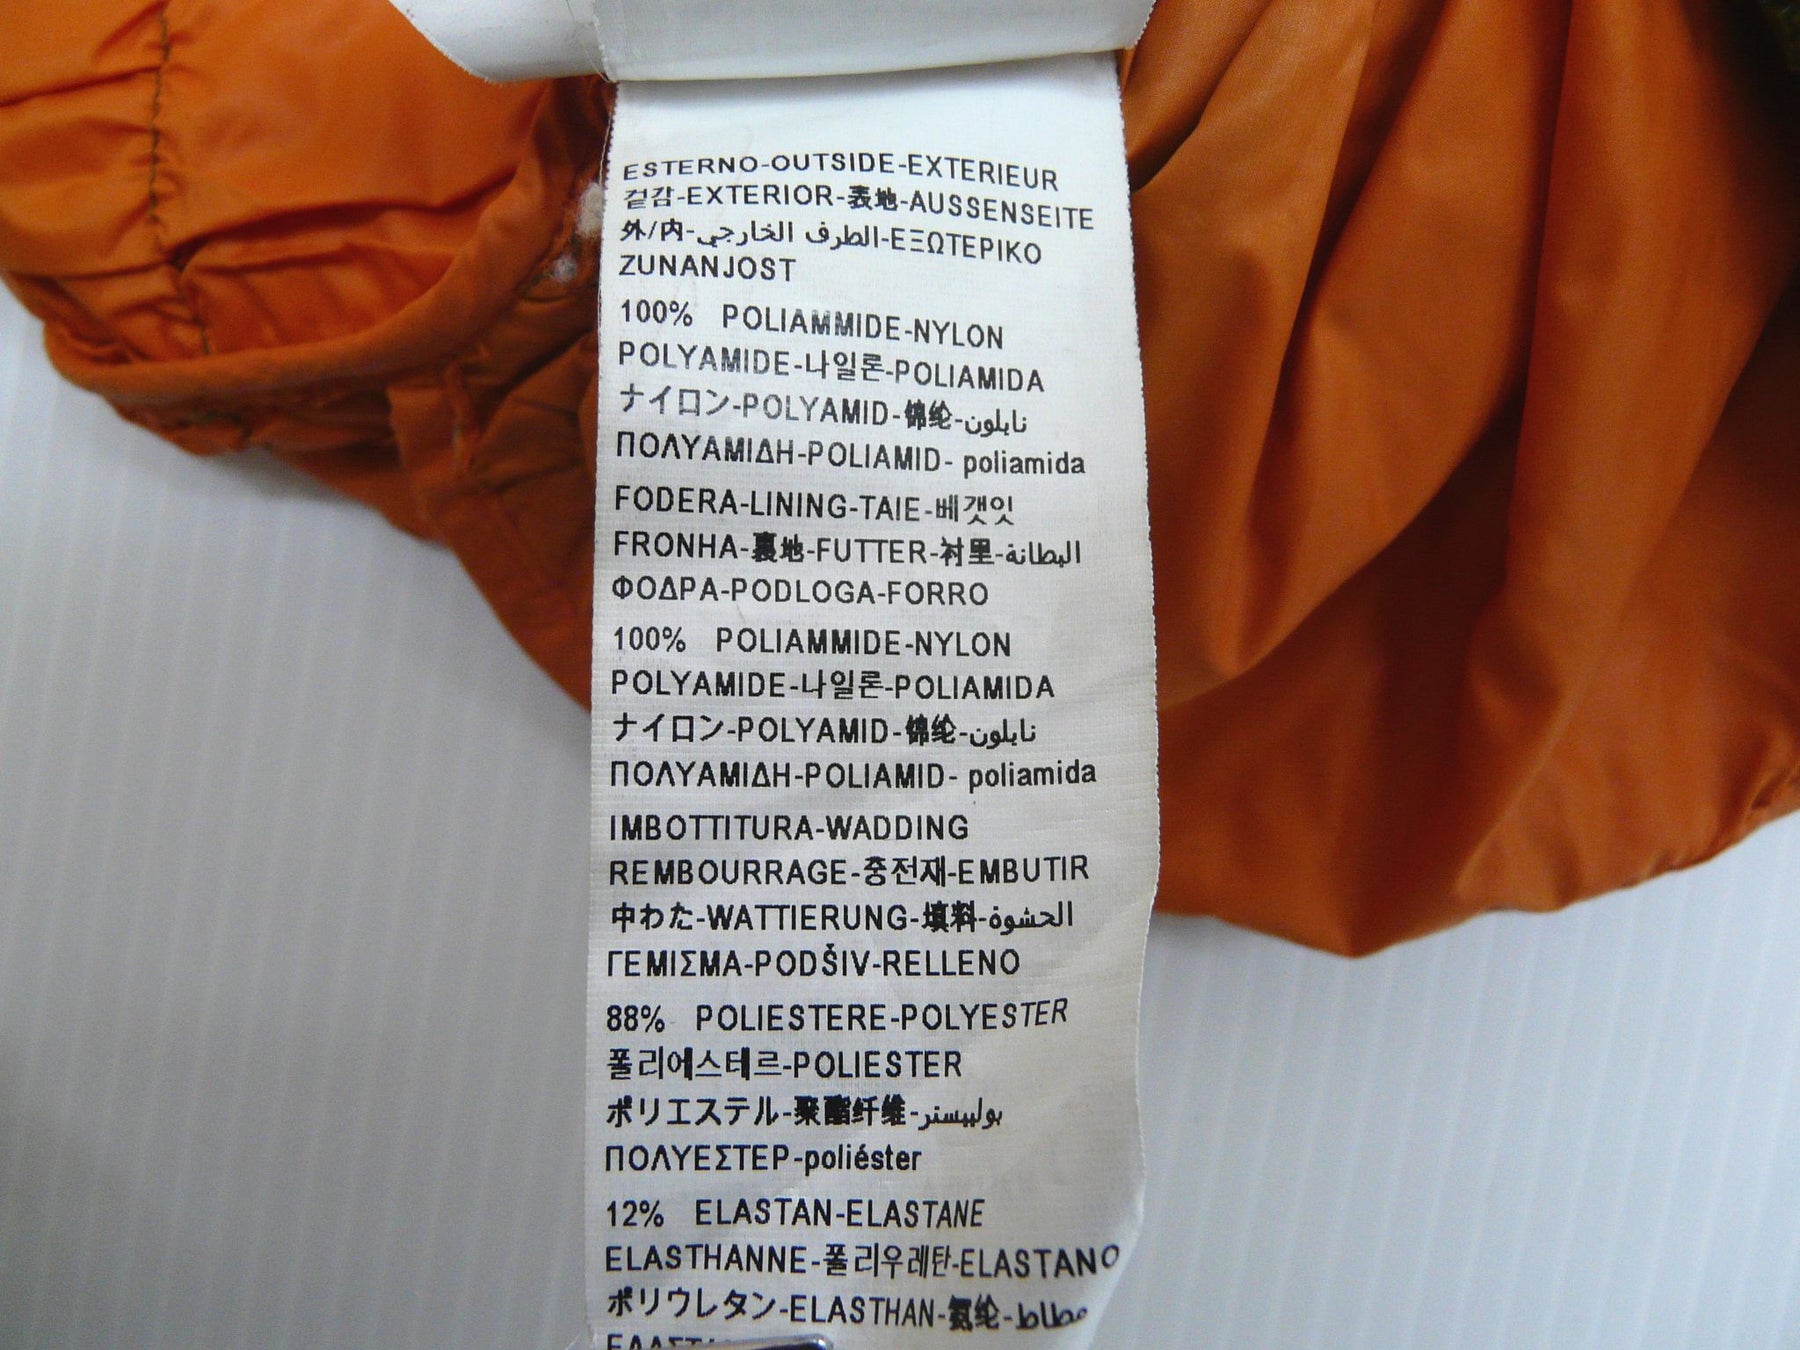 ESTERNO-OUTSIDE-EXTERIEUR
겉감-EXTERIOR-表地-AUSSENSEITE
外/内-الطرف الخارجي-ΕΞΩΤΕΡΙΚΟ
ZUNANJOST
100% POLIAMMIDE-NYLON
POLYAMIDE-나일론-POLIAMIDA
ナイロン-POLYAMID-锦纶-نايلون
ΠΟΛΥΑΜΙΔΗ-POLIAMID- poliamida
FODERA-LINING-TAIE-베갯잇
FRONHA-裏地-FUTTER-衬里-البطانة
ΦΟΔΡΑ-PODLOGA-FORRO
100% POLIAMMIDE-NYLON
POLYAMIDE-나일론-POLIAMIDA
ナイロン-POLYAMID-锦纶-نايلون
ΠΟΛΥΑΜΙΔΗ-POLIAMID- poliamida
IMBOTTITURA-WADDING
REMBOURRAGE-충전재-EMBUTIR
中わた-WATTIERUNG-填料-الحشوة
ΓΕΜΙΣΜΑ-PODŠIV-RELLENO
88% POLIESTERE-POLYESTER
폴리에스테르-POLIESTER
ポリエステル-聚酯纤维-بولييستر
ΠΟΛΥΕΣΤΕΡ-poliéster
12% ELASTAN-ELASTANE
ELASTHANNE-폴리우레탄-ELASTANO
ポリウレタン-ELASTHAN-氨纶-مطاط